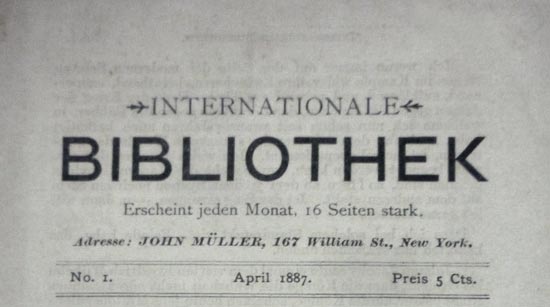 INTERNATIONALE
BIBLIOTHEK
Erscheint jeden Monat, 16 Seiten stark.
Adresse: JOHN MÜLLER, 167 William St., New York.
No. 1. April 1887. Preis 5 Cts.